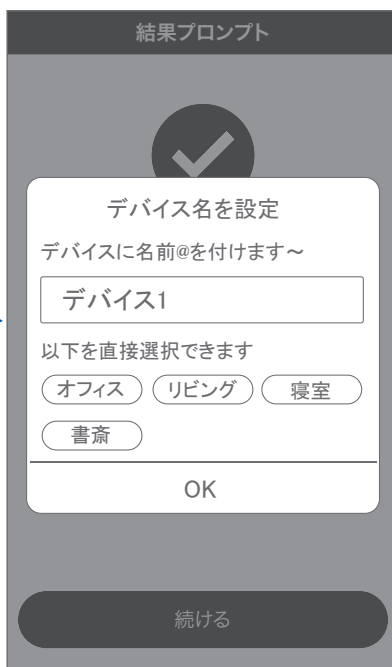 結果プロンプト
デバイス名を設定
デバイスに名前@を付けます～
デバイス1
以下を直接選択できます
オフィス リビング 寝室
書斎
OK
続ける